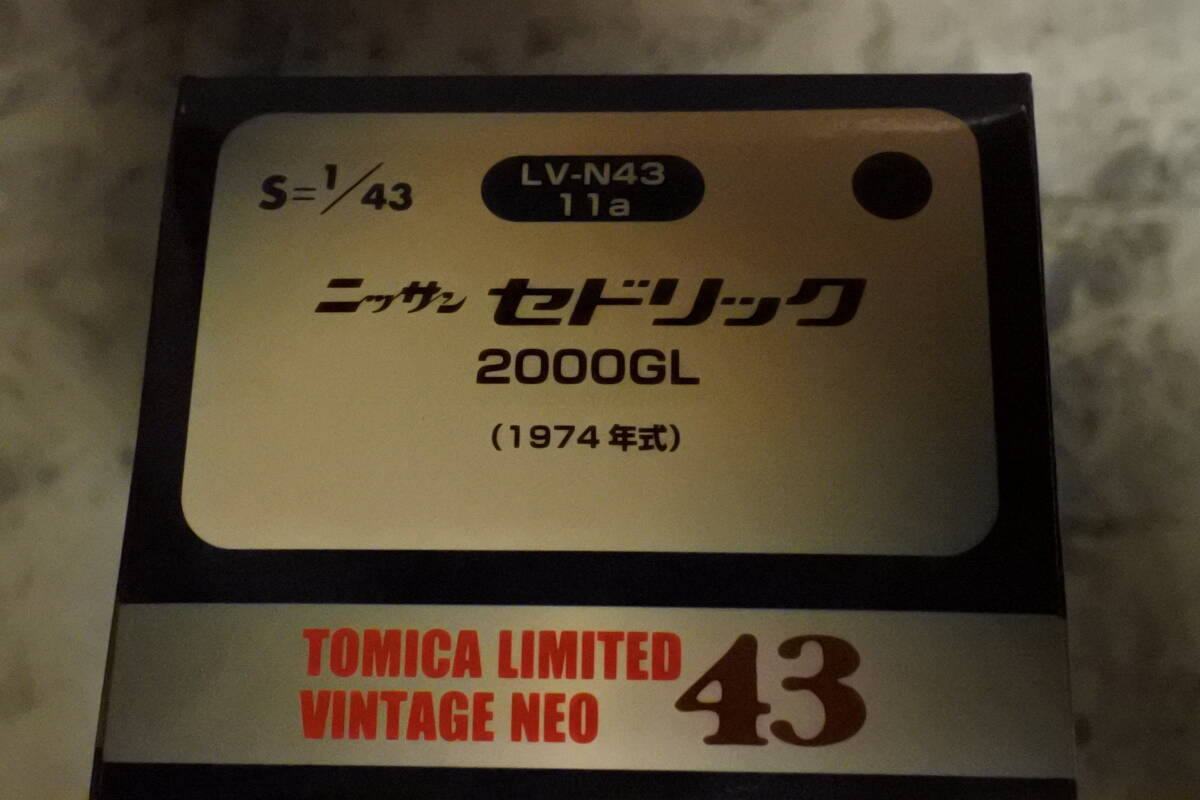 S=1/43
LV-N43
11a
ニッサン セドリック
2000GL
（1974年式）
TOMICA LIMITED
VINTAGE NEO
43